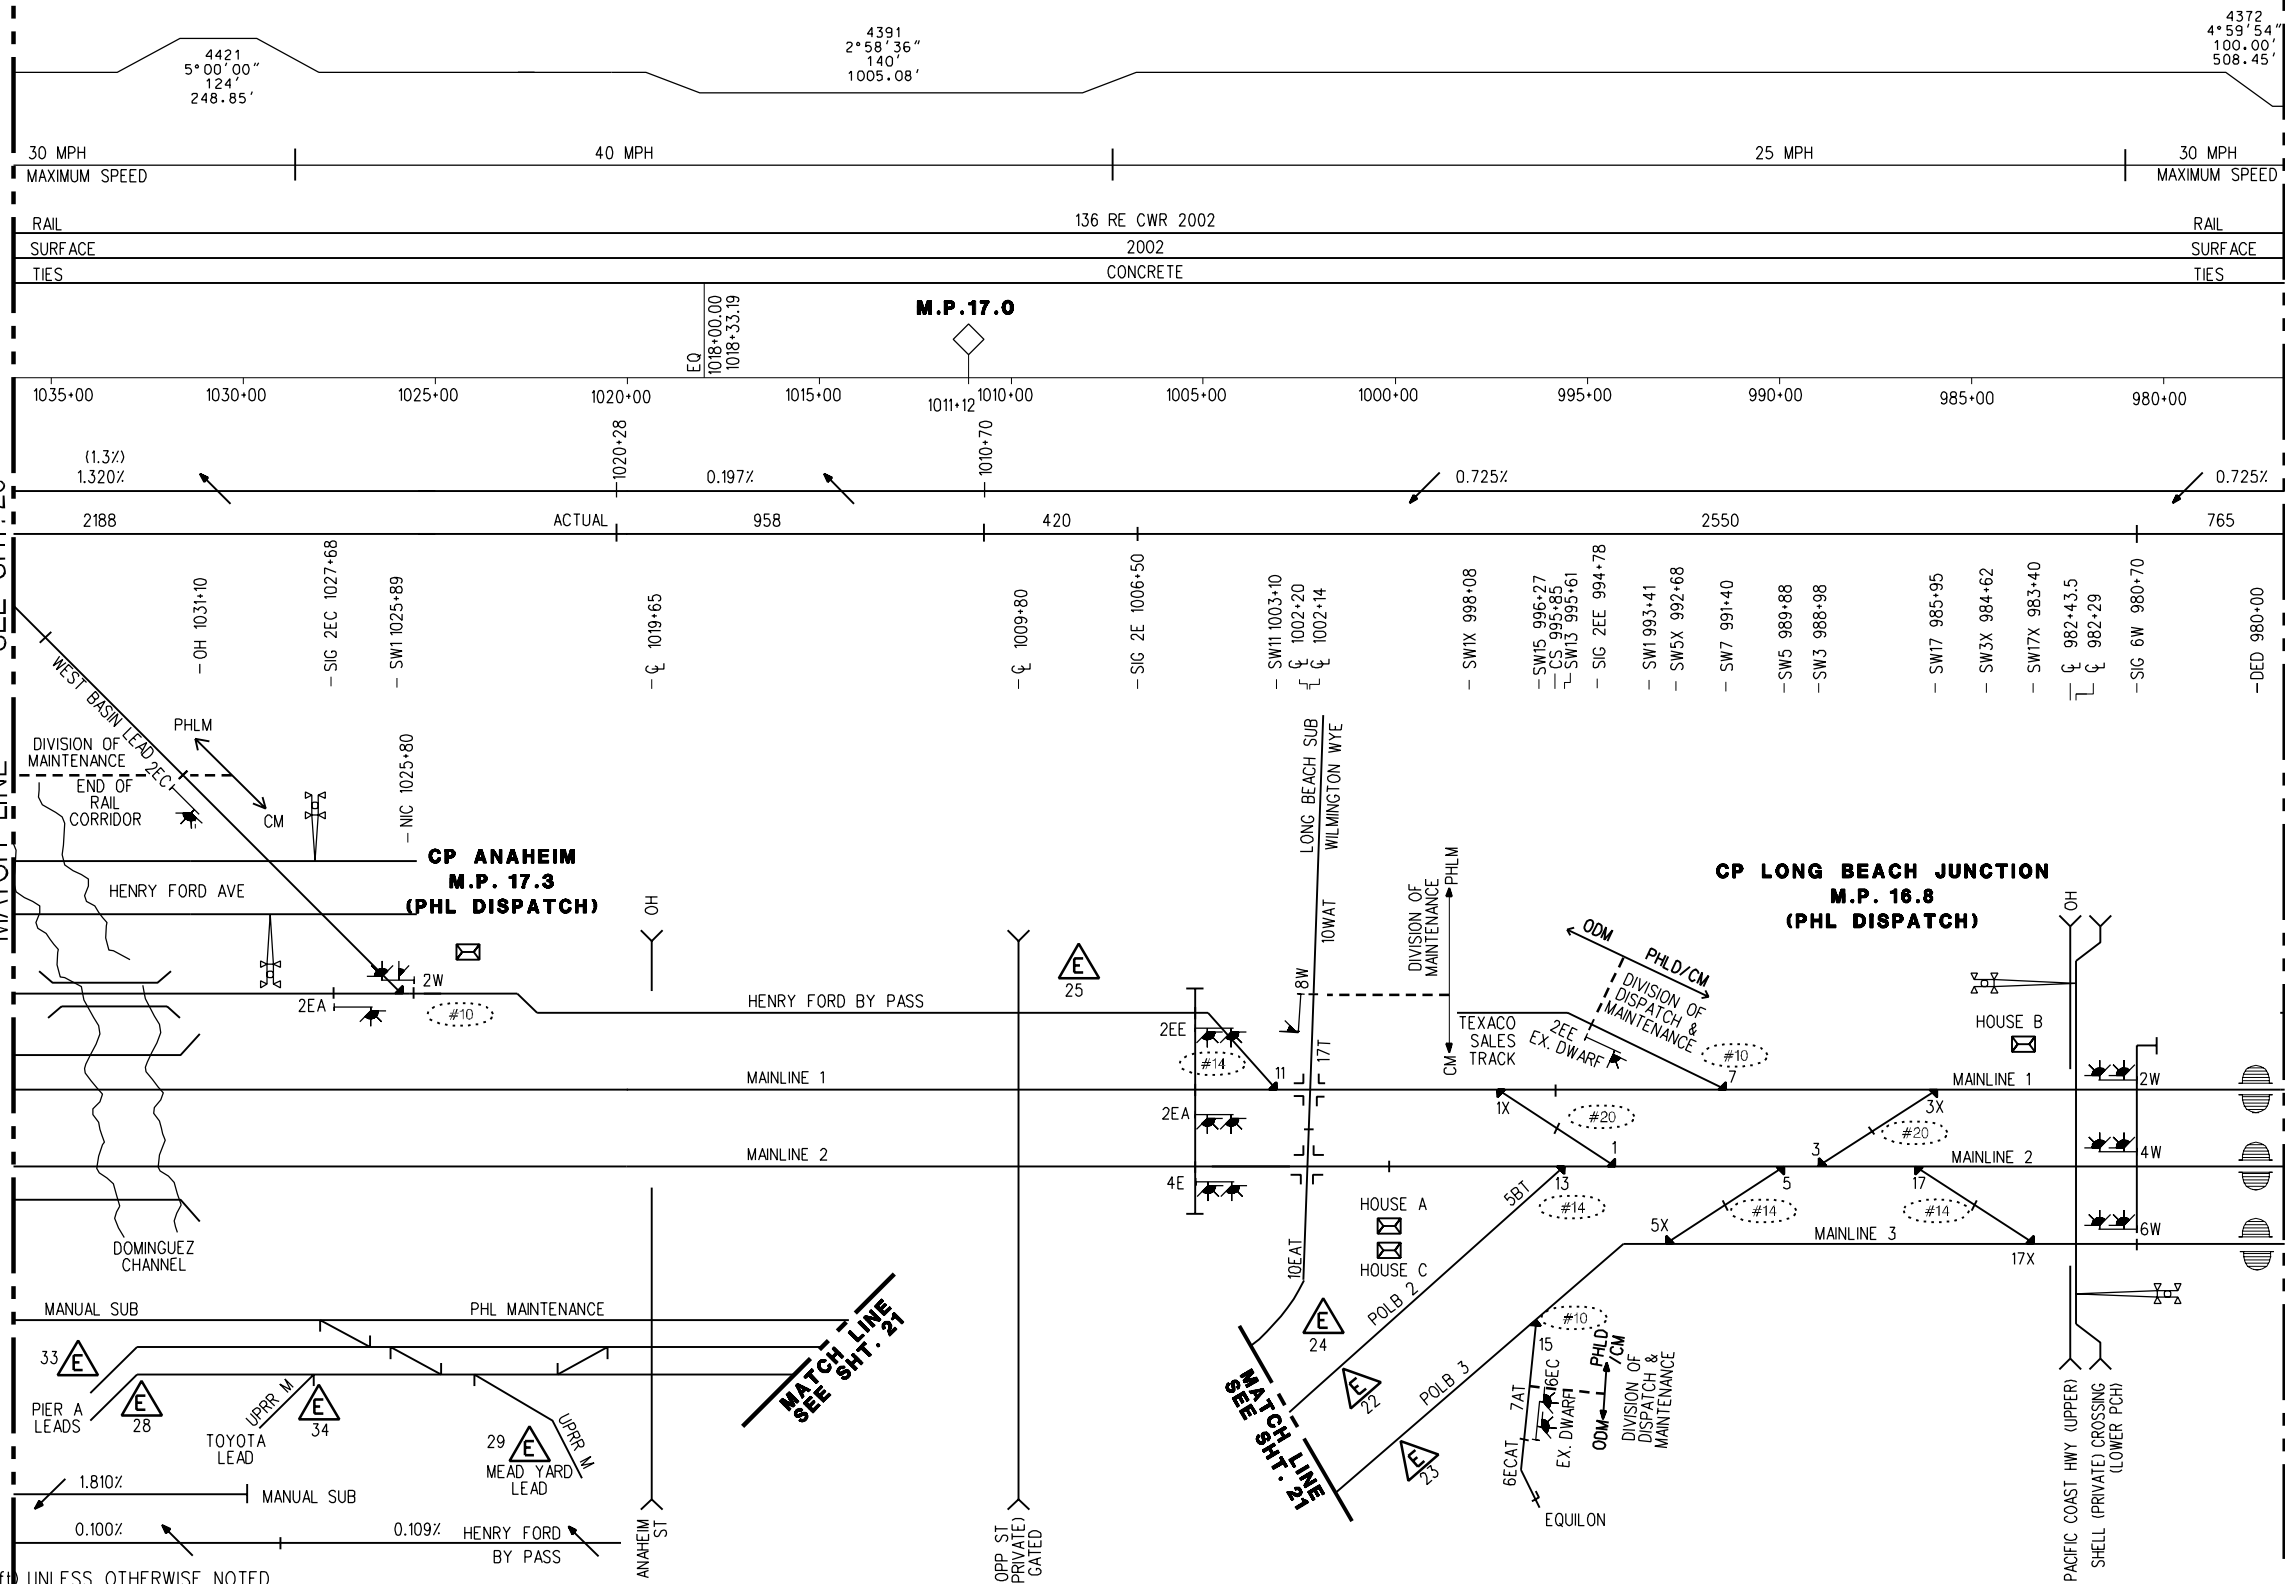 4421
5°00'00"
124'
248.85'
4391
2°58'36"
140'
1005.08'
4372
4°59'54"
100.00'
508.45'
30 MPH
40 MPH
25 MPH
30 MPH
MAXIMUM SPEED
MAXIMUM SPEED
RAIL
136 RE CWR 2002
RAIL
SURFACE
2002
SURFACE
TIES
CONCRETE
TIES
EQ
1018+00.00
1018+33.19
M.P.17.0
1035+00
1030+00
1025+00
1020+00
1015+00
1011+12
1010+00
1005+00
1000+00
995+00
990+00
985+00
980+00
(1.3%)
1.320%
1020+28
0.197%
1010+70
0.725%
0.725%
2188
ACTUAL
958
420
2550
765
OH 1031+10
SIG 2EC 1027+68
SW1 1025+89
NIC 1025+80
℄ 1019+65
℄ 1009+80
SIG 2E 1006+50
SW11 1003+10
℄ 1002+20
℄ 1002+14
SW1X 998+08
SW15 996+27
CS 995+85
SW13 995+61
SIG 2EE 994+78
SW1 993+41
SW5X 992+68
SW7 991+40
SW5 989+88
SW3 988+98
SW17 985+95
SW3X 984+62
SW17X 983+40
℄ 982+43.5
℄ 982+29
SIG 6W 980+70
DED 980+00
MATCH LINE
WEST BASIN LEAD
2EC
PHLM
CM
DIVISION OF
MAINTENANCE
END OF
RAIL
CORRIDOR
HENRY FORD AVE
CP ANAHEIM
M.P. 17.3
(PHL DISPATCH)
2W
2EA
#10
OH
HENRY FORD BY PASS
E
25
2EE
#14
11
MAINLINE 1
2EA
MAINLINE 2
4E
LONG BEACH SUB
WILMINGTON WYE
10WAT
8W
17T
10EAT
DIVISION OF
MAINTENANCE
PHLM
CM
TEXACO
SALES
TRACK
ODM
PHLD/CM
DIVISION OF
DISPATCH &
MAINTENANCE
2EE
EX. DWARF
#10
7
CP LONG BEACH JUNCTION
M.P. 16.8
(PHL DISPATCH)
OH
HOUSE B
MAINLINE 1
2W
1X
#20
1
3X
#20
3
MAINLINE 2
4W
13
#14
5
#14
17
#14
5X
MAINLINE 3
17X
6W
5BT
HOUSE A
HOUSE C
POLB 2
POLB 3
E
24
E
22
E
23
#10
15
6EC
7AT
6ECAT
EX. DWARF
PHLD
/CM
ODM
DIVISION OF
DISPATCH &
MAINTENANCE
EQUILON
MATCH LINE
SEE SHT. 21
DOMINGUEZ
CHANNEL
MANUAL SUB
PHL MAINTENANCE
MATCH LINE
SEE SHT. 21
33
E
PIER A
LEADS
E
28
UPRR M
TOYOTA
LEAD
E
34
29
E
MEAD YARD
LEAD
UPRR M
1.810%
MANUAL SUB
0.100%
0.109%
HENRY FORD
BY PASS
ANAHEIM
ST
OPP ST
PRIVATE)
GATED
PACIFIC COAST HWY (UPPER)
SHELL (PRIVATE) CROSSING
(LOWER PCH)
UNLESS OTHERWISE NOTED